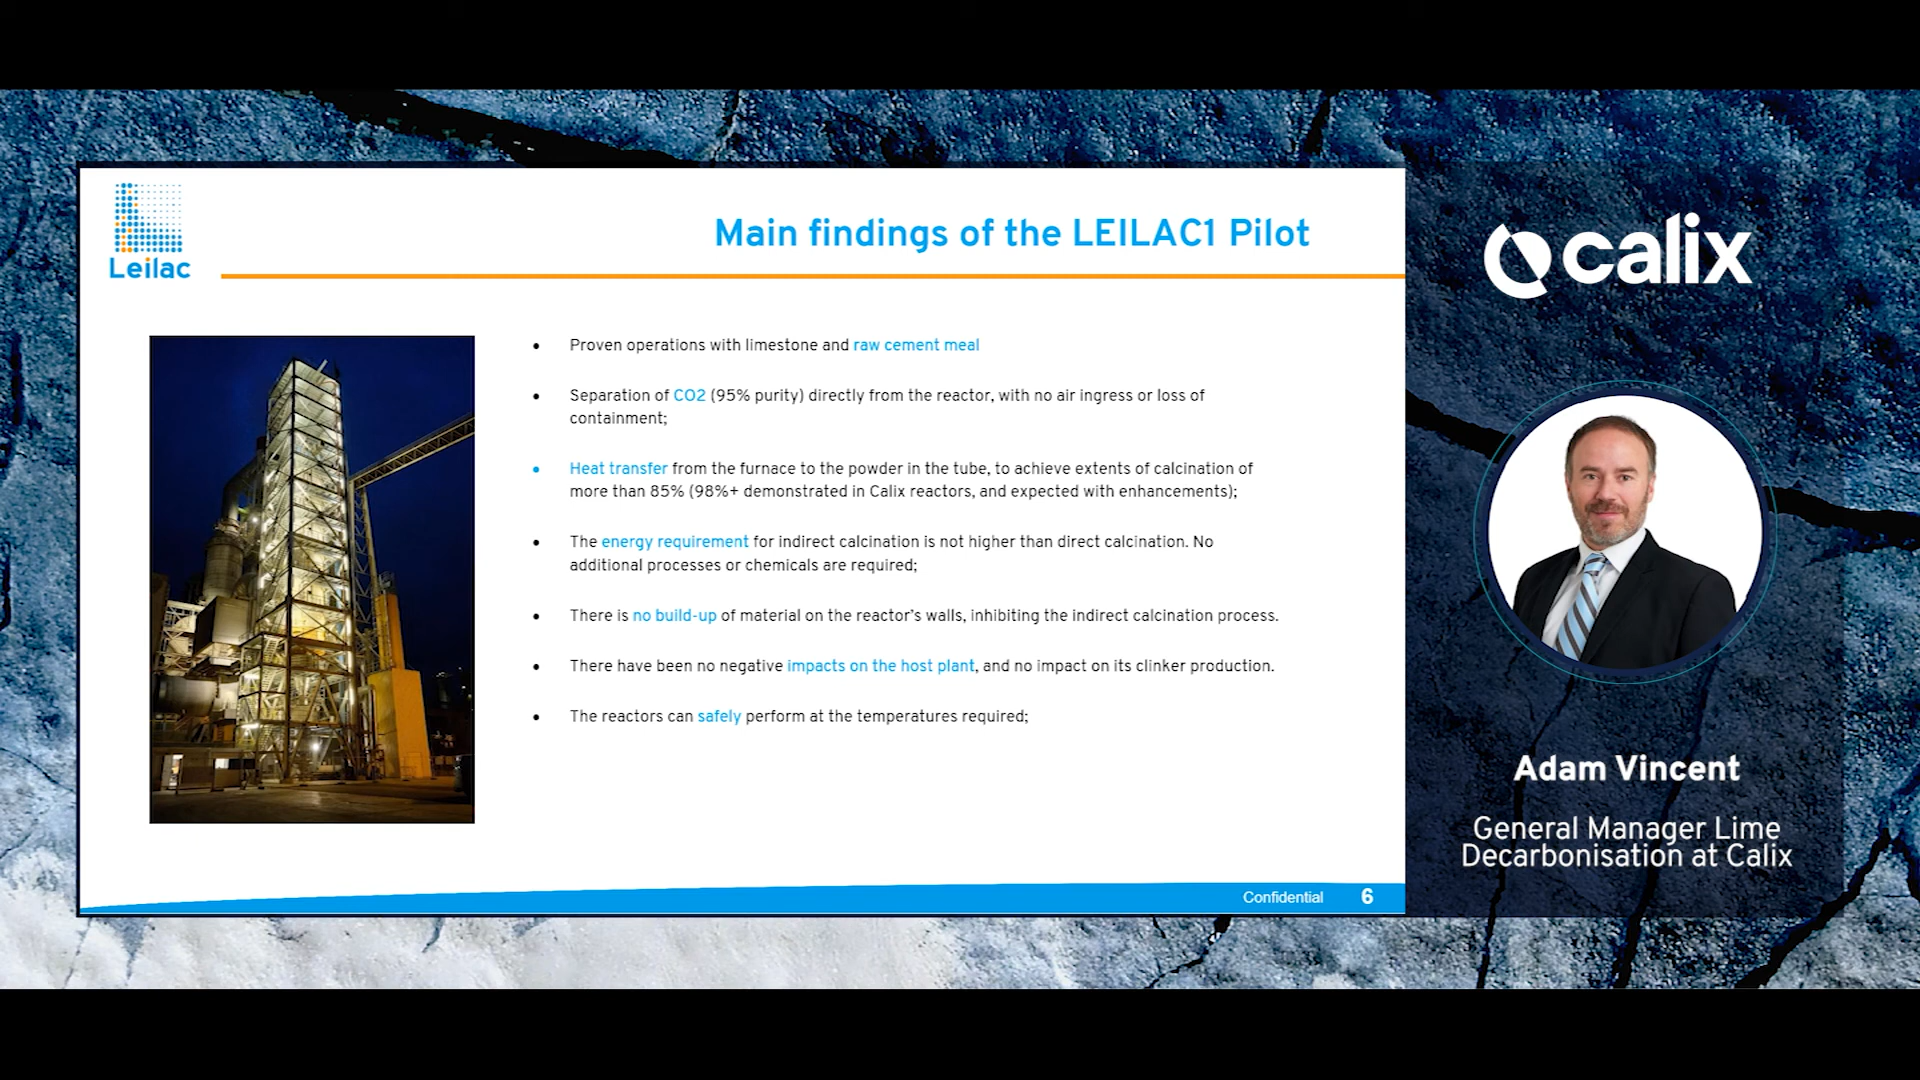 Leilac
Main findings of the LEILAC1 Pilot
• Proven operations with limestone and raw cement meal
• Separation of CO2 (95% purity) directly from the reactor, with no air ingress or loss of
containment;
• Heat transfer from the furnace to the powder in the tube, to achieve extents of calcination of
more than 85% (98%+ demonstrated in Calix reactors, and expected with enhancements);
• The energy requirement for indirect calcination is not higher than direct calcination. No
additional processes or chemicals are required;
• There is no build-up of material on the reactor's walls, inhibiting the indirect calcination process.
• There have been no negative impacts on the host plant, and no impact on its clinker production.
• The reactors can safely perform at the temperatures required;
Confidential 6
calix
Adam Vincent
General Manager Lime
Decarbonisation at Calix